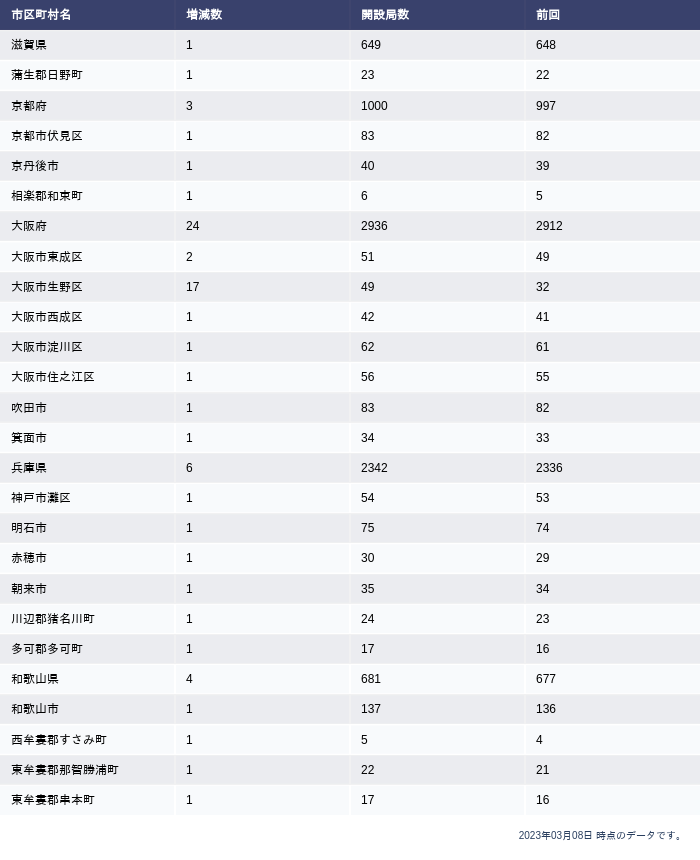 市区町村名 増減数 開設局数 前回
滋賀県 1 649 648
蒲生郡日野町 1 23 22
京都府 3 1000 997
京都市伏見区 1 83 82
京丹後市 1 40 39
相楽郡和束町 1 6 5
大阪府 24 2936 2912
大阪市東成区 2 51 49
大阪市生野区 17 49 32
大阪市西成区 1 42 41
大阪市淀川区 1 62 61
大阪市住之江区 1 56 55
吹田市 1 83 82
箕面市 1 34 33
兵庫県 6 2342 2336
神戸市灘区 1 54 53
明石市 1 75 74
赤穂市 1 30 29
朝来市 1 35 34
川辺郡猪名川町 1 24 23
多可郡多可町 1 17 16
和歌山県 4 681 677
和歌山市 1 137 136
西牟婁郡すさみ町 1 5 4
東牟婁郡那智勝浦町 1 22 21
東牟婁郡串本町 1 17 16
2023年03月08日 時点のデータです。